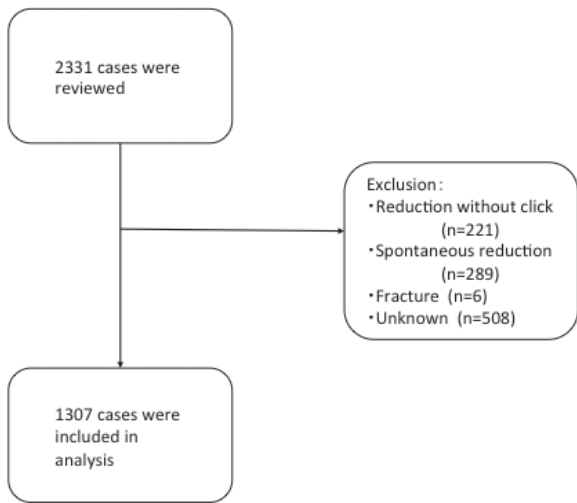 2331 cases were
reviewed
Exclusion：
・Reduction without click
(n=221)
・Spontaneous reduction
(n=289)
・Fracture (n=6)
・Unknown (n=508)
1307 cases were
included in
analysis